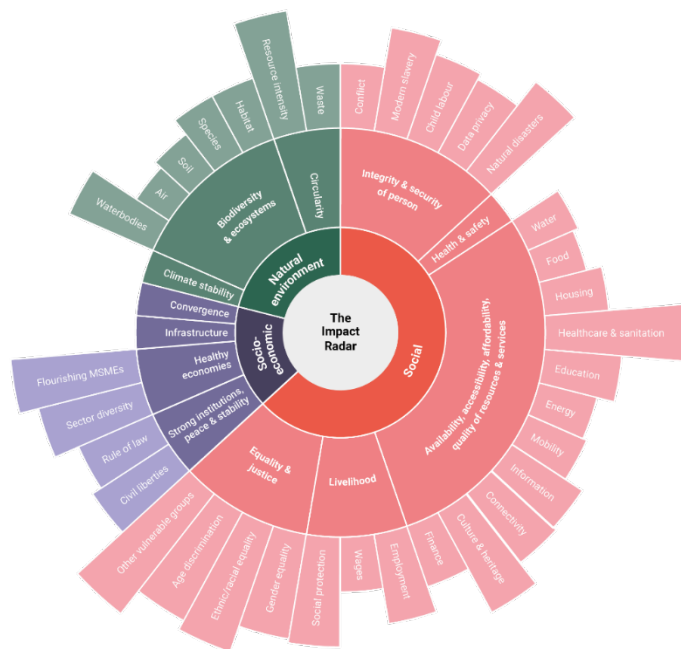 The
Impact
Radar
Social
Integrity & security
of person
Conflict
Modern slavery
Child labour
Data privacy
Natural disasters
Health & safety
Availability, accessibility, affordability,
quality of resources & services
Water
Food
Housing
Healthcare & sanitation
Education
Energy
Mobility
Information
Connectivity
Culture & heritage
Finance
Livelihood
Employment
Wages
Social protection
Equality &
justice
Gender equality
Ethnic/racial equality
Age discrimination
Other vulnerable groups
Socio-
economic
Strong institutions,
peace & stability
Civil liberties
Rule of law
Healthy
economies
Sector diversity
Flourishing MSMEs
Infrastructure
Convergence
Natural
environment
Climate stability
Biodiversity
& ecosystems
Waterbodies
Air
Soil
Species
Habitat
Circularity
Resource intensity
Waste